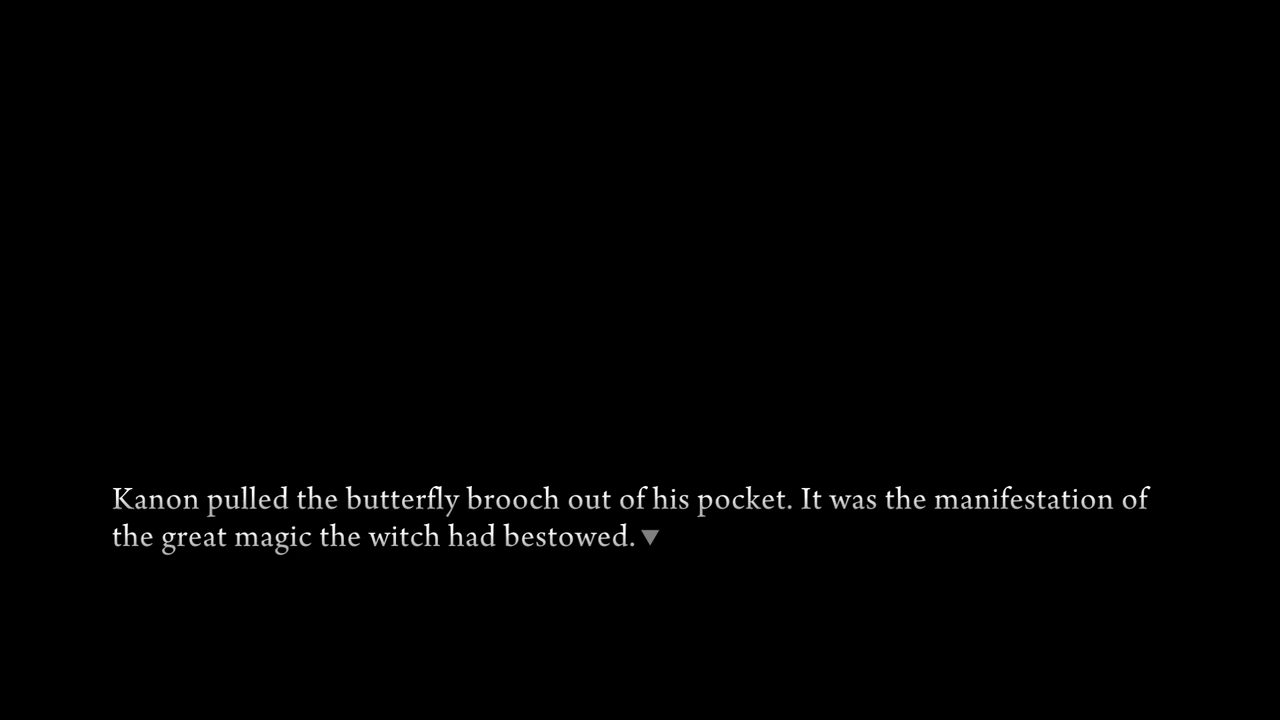 Kanon pulled the butterfly brooch out of his pocket. It was the manifestation of
the great magic the witch had bestowed.